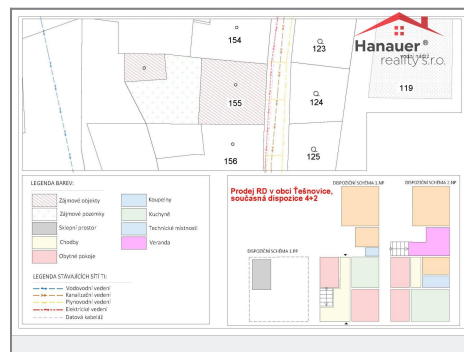 154
123
Hanauer ®
reality s.r.o.
119
155
124
156
125
LEGENDA BAREV:
Zájmové objekty
Zájmové pozemky
Sklepní prostor
Chodby
Obytné pokoje
Koupelny
Kuchyně
Technické místnosti
Veranda
LEGENDA STÁVAJÍCÍCH SÍTÍ TI:
Vodovodní vedení
Kanalizační vedení
Plynovodní vedení
Elektrické vedení
Datová kabeláž
Prodej RD v obci Těšnovice,
současná dispozice 4+2
DISPOZIČNÍ SCHÉMA 1.NP
DISPOZIČNÍ SCHÉMA 2.NP
DISPOZIČNÍ SCHÉMA 1.PP